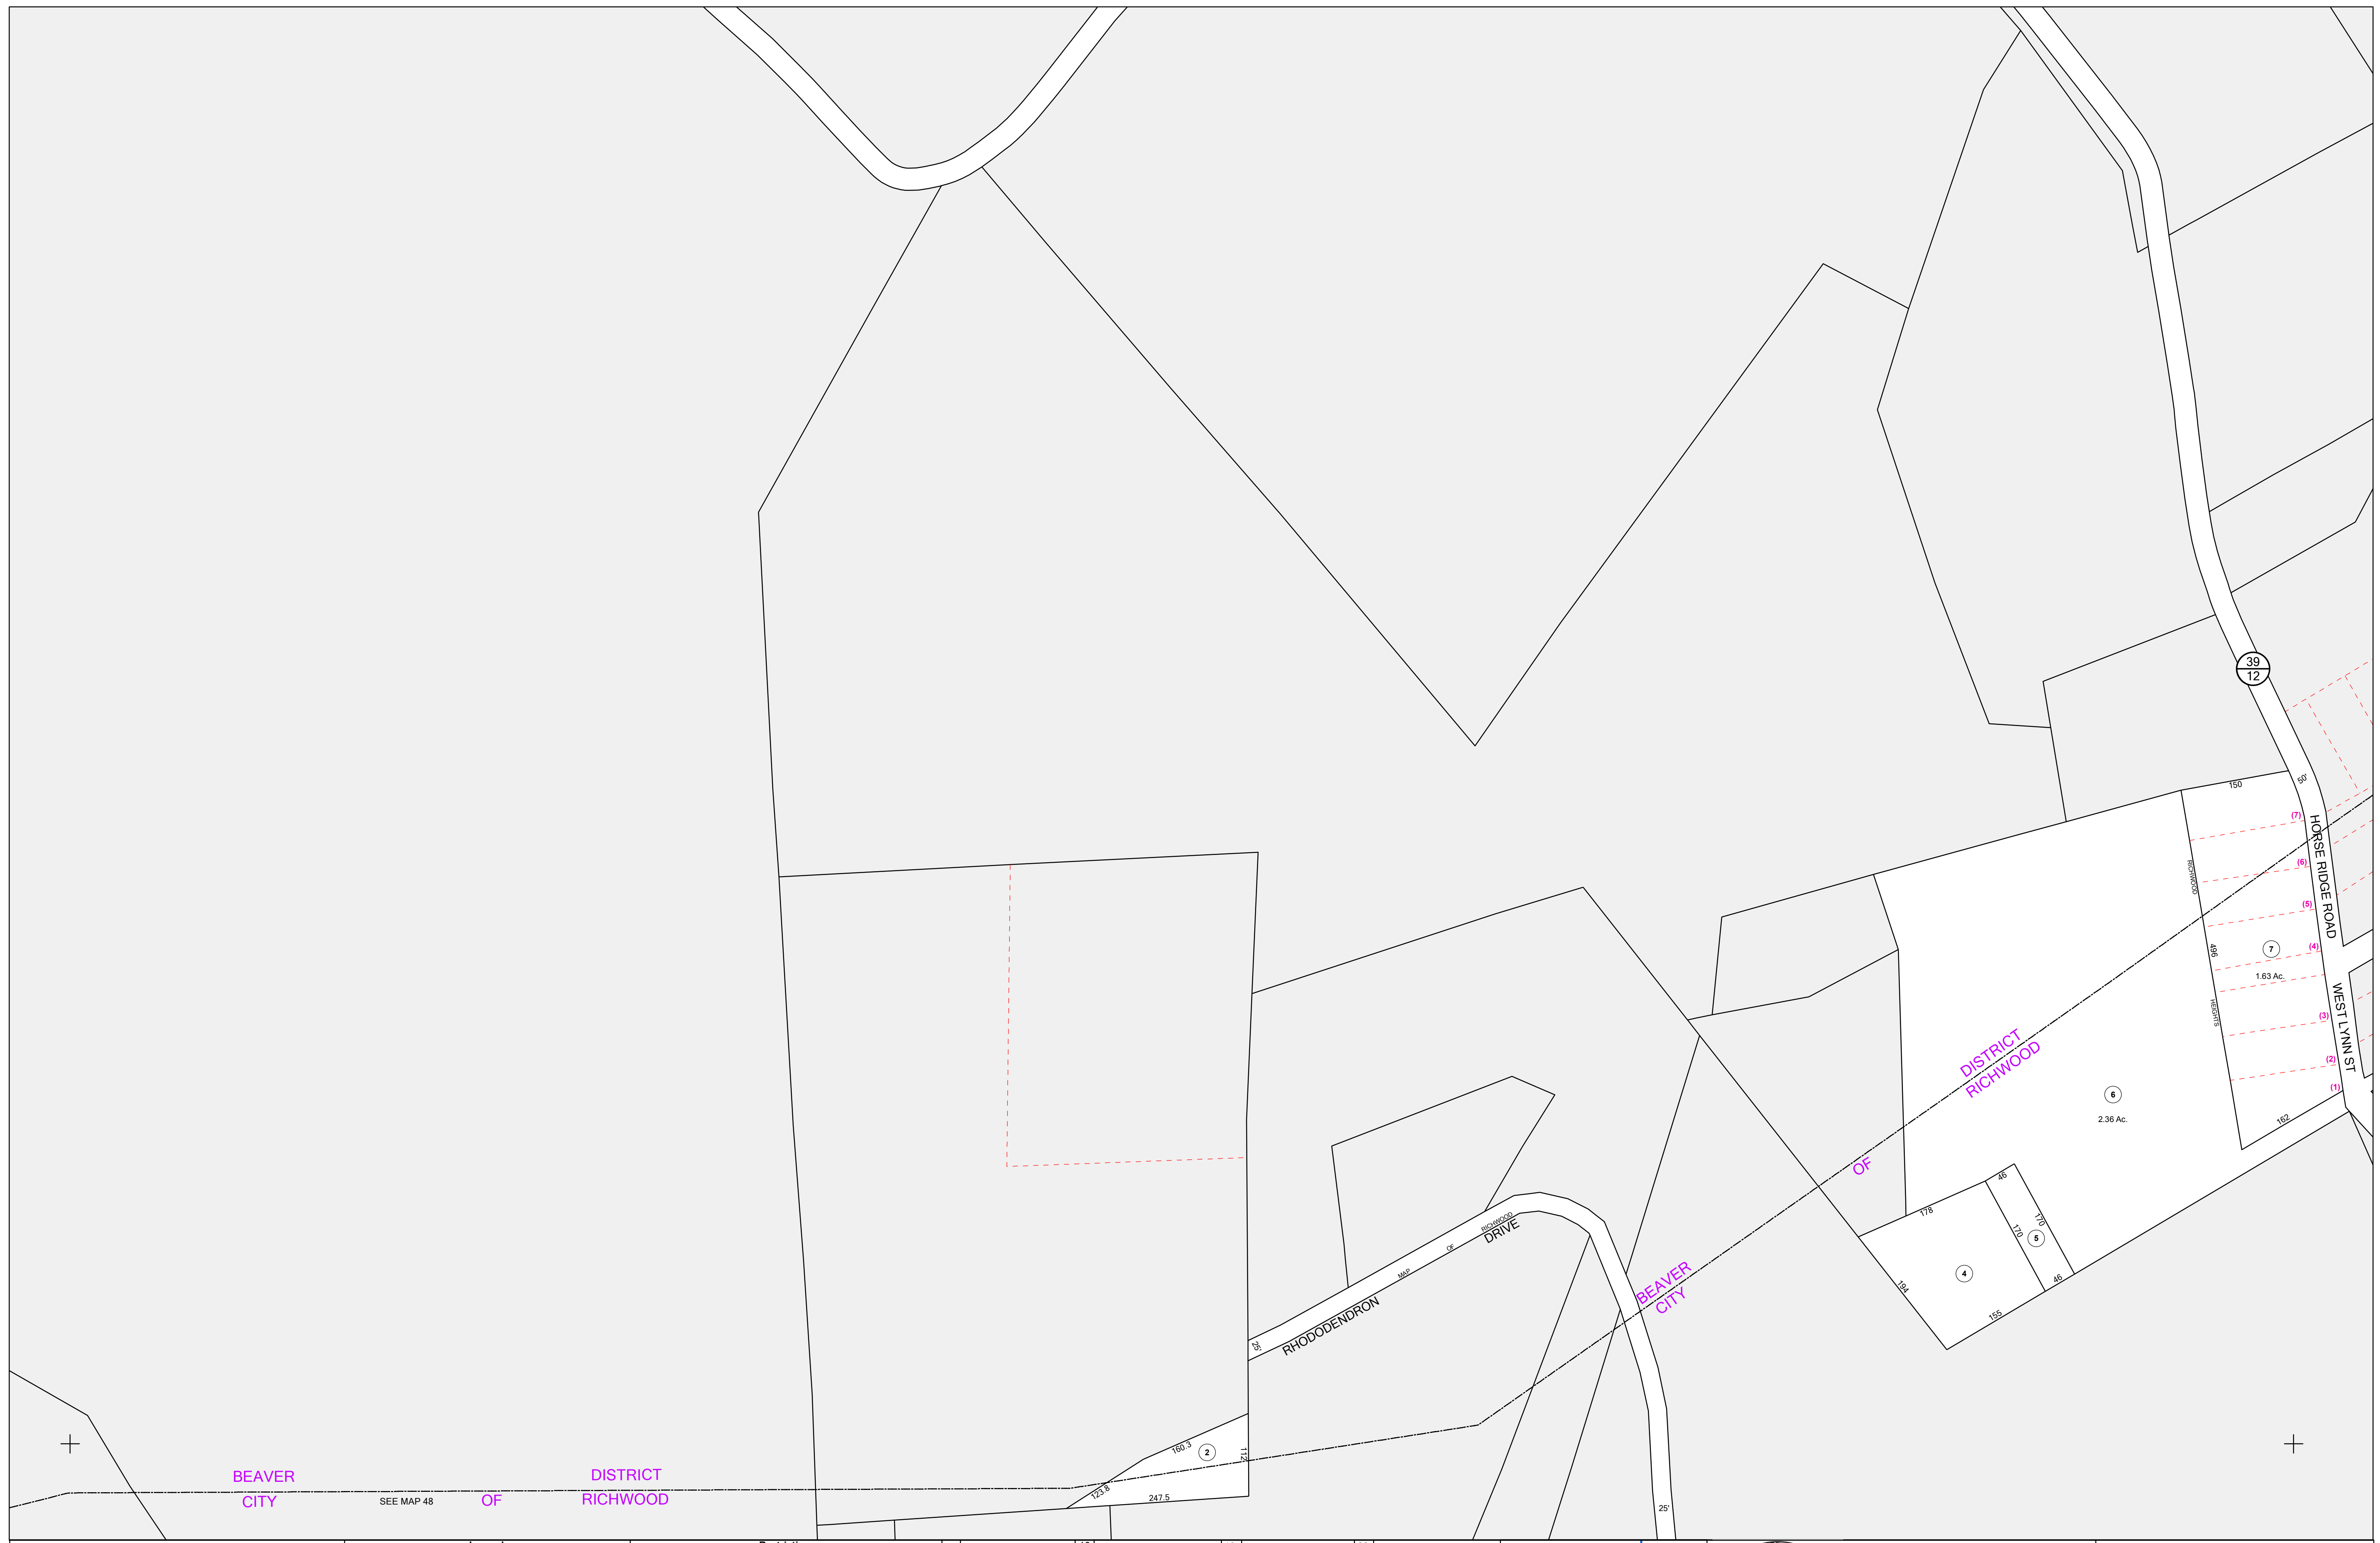 39
12
150
50'
(7)
HORSE RIDGE ROAD
(6)
RICHWOOD
(5)
(4)
7
496
1.63 Ac.
WEST LYNN ST
HEIGHTS
(3)
(2)
(1)
DISTRICT
RICHWOOD
6
2.36 Ac.
162
OF
46
178
170
170
5
4
46
194
155
RICHWOOD
DRIVE
OF
MAP
RHODODENDRON
25'
BEAVER
CITY
160.3
2
112
123.8
247.5
25'
BEAVER
DISTRICT
CITY
SEE MAP 48
OF
RICHWOOD